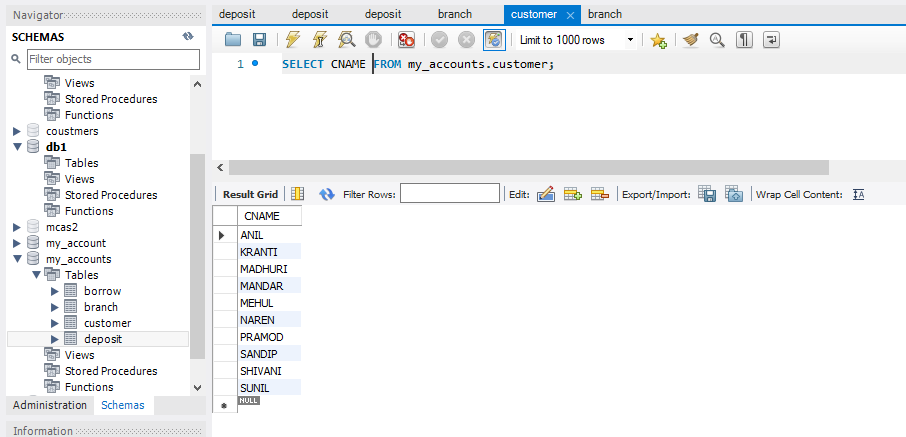 Navigator
SCHEMAS
Filter objects
Views
Stored Procedures
Functions
coustmers
db1
Tables
Views
Stored Procedures
Functions
mcas2
my_account
my_accounts
Tables
borrow
branch
customer
deposit
Views
Stored Procedures
Functions
Administration Schemas
Information
deposit deposit deposit branch customer branch
Limit to 1000 rows
1 SELECT CNAME FROM my_accounts.customer;
Result Grid Filter Rows: Edit: Export/Import: Wrap Cell Content:
CNAME
ANIL
KRANTI
MADHURI
MANDAR
MEHUL
NAREN
PRAMOD
SANDIP
SHIVANI
SUNIL
NULL